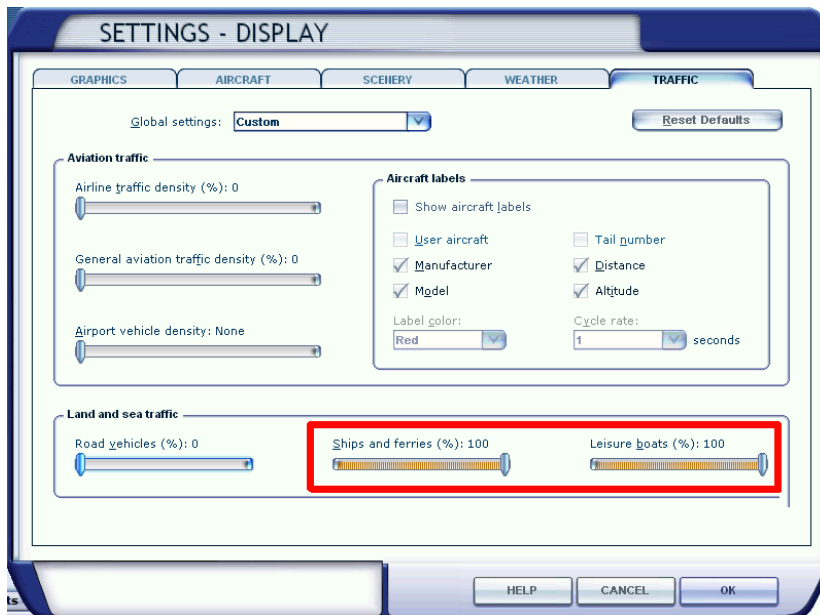 SETTINGS - DISPLAY
GRAPHICS AIRCRAFT SCENERY WEATHER TRAFFIC
Global settings: Custom Reset Defaults
Aviation traffic
Airline traffic density (%): 0
General aviation traffic density (%): 0
Airport vehicle density: None
Aircraft labels
Show aircraft labels
User aircraft Tail number
Manufacturer Distance
Model Altitude
Label color: Cycle rate:
Red 1 seconds
Land and sea traffic
Road vehicles (%): 0 Ships and ferries (%): 100 Leisure boats (%): 100
ts
HELP CANCEL OK